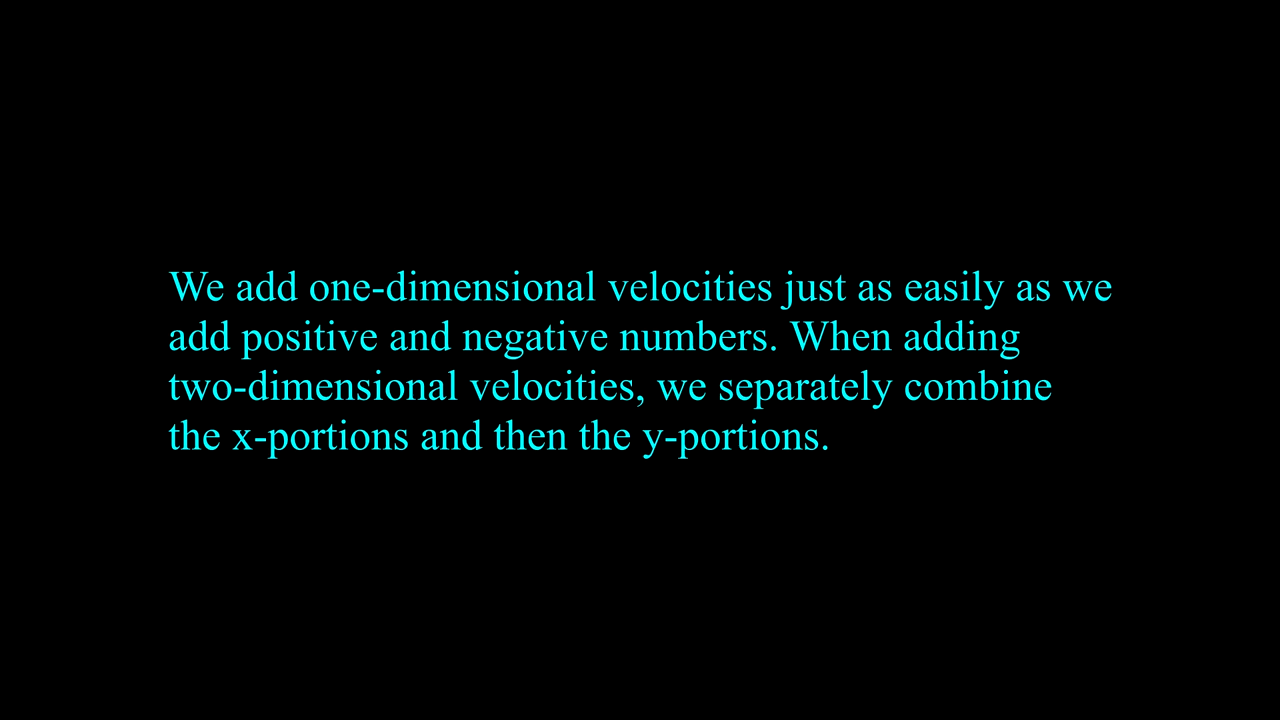 We add one-dimensional velocities just as easily as we
add positive and negative numbers. When adding
two-dimensional velocities, we separately combine
the x-portions and then the y-portions.